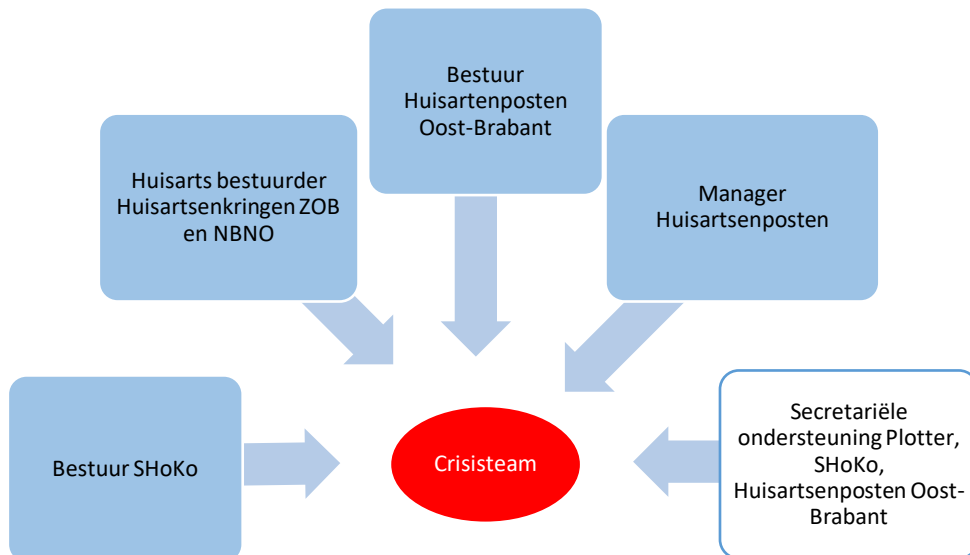 Bestuur
Huisartenposten
Oost-Brabant
Huisarts bestuurder
Huisartsenkringen ZOB
en NBNO
Manager
Huisartsenposten
Bestuur SHoKo
Crisisteam
Secretariële
ondersteuning Plotter,
SHoKo,
Huisartsenposten Oost-
Brabant